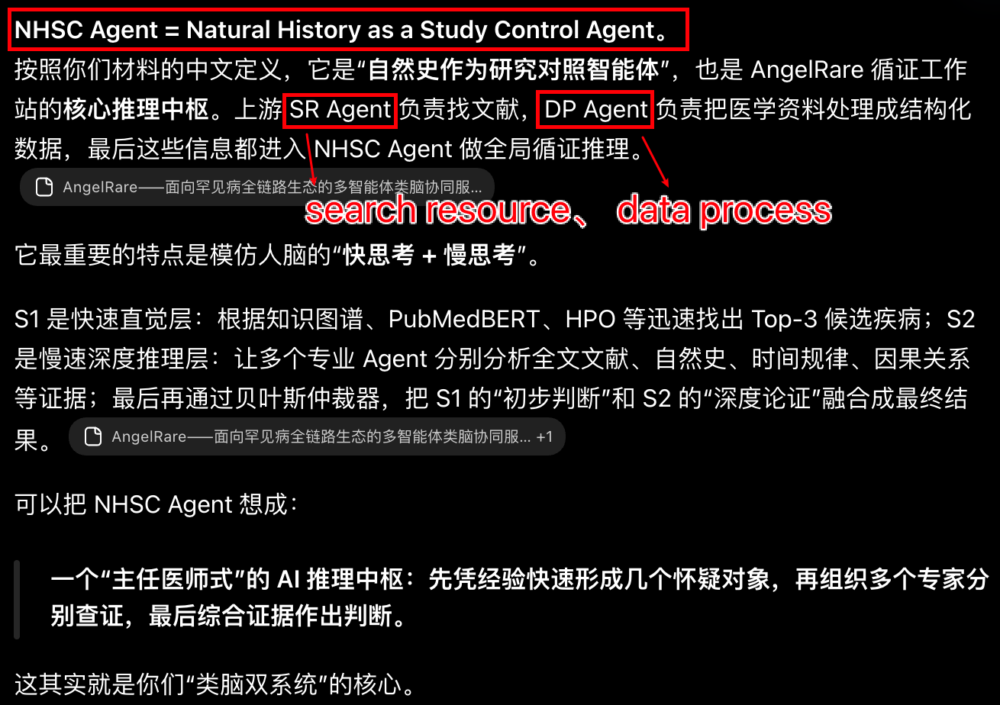 NHSC Agent = Natural History as a Study Control Agent。
按照你们材料的中文定义，它是“自然史作为研究对照智能体”，也是 AngelRare 循证工作
站的核心推理中枢。上游 SR Agent 负责找文献，DP Agent 负责把医学资料处理成结构化
数据，最后这些信息都进入 NHSC Agent 做全局循证推理。
AngelRare——面向罕见病全链路生态的多智能体类脑协同服...
search resource、 data process
它最重要的特点是模仿人脑的“快思考 + 慢思考”。
S1 是快速直觉层：根据知识图谱、PubMedBERT、HPO 等迅速找出 Top-3 候选疾病；S2
是慢速深度推理层：让多个专业 Agent 分别分析全文文献、自然史、时间规律、因果关系
等证据；最后再通过贝叶斯仲裁器，把 S1 的“初步判断”和 S2 的“深度论证”融合成最终结
果。 AngelRare——面向罕见病全链路生态的多智能体类脑协同服... +1
可以把 NHSC Agent 想成：
一个“主任医师式”的 AI 推理中枢：先凭经验快速形成几个怀疑对象，再组织多个专家分
别查证，最后综合证据作出判断。
这其实就是你们“类脑双系统”的核心。